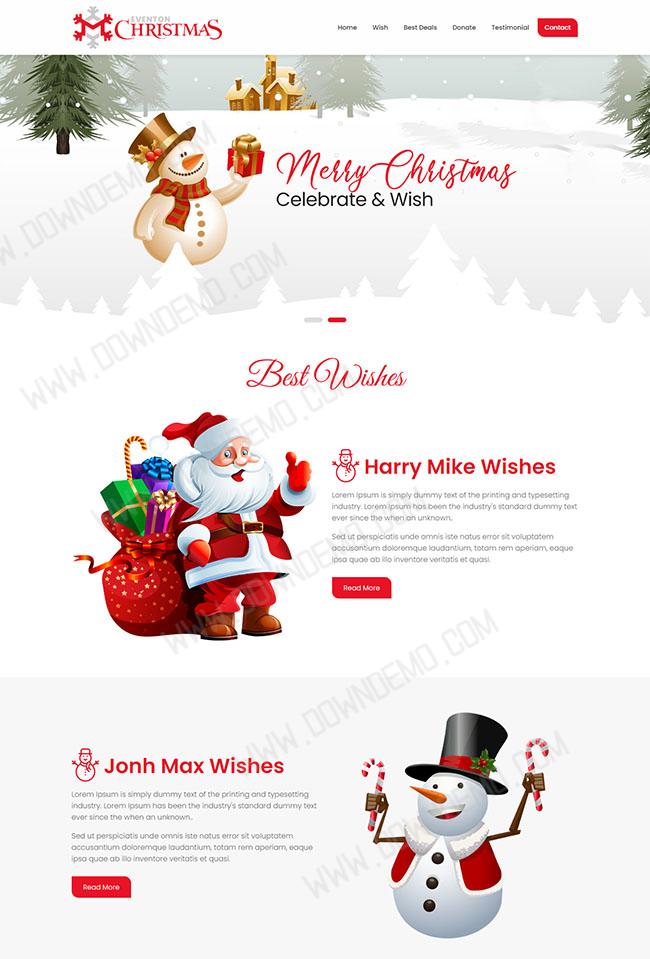 EVENTON
CHRISTMAS
Home Wish Best Deals Donate Testimonial Contact
Merry Christmas
Celebrate & Wish
Best Wishes
Harry Mike Wishes
Lorem Ipsum is simply dummy text of the printing and typesetting
industry. Lorem Ipsum has been the industry's standard dummy text
ever since when an unknown..
Sed ut perspiciatis unde omnis iste natus error sit voluptatem
accusantium doloremque laudantium, totam rem aperiam, eaque
ipsa quae ab illo inventore veritatis et quasi.
Read More
Jonh Max Wishes
Lorem Ipsum is simply dummy text of the printing and typesetting
industry. Lorem Ipsum has been the industry's standard dummy text
ever since when an unknown..
Sed ut perspiciatis unde omnis iste natus error sit voluptatem
accusantium doloremque laudantium, totam rem aperiam, eaque
ipsa quae ab illo inventore veritatis et quasi.
Read More
WWW.DOWNDEMO.COM
WWW.DOWNDEMO.COM
WWW.DOWNDEMO.COM